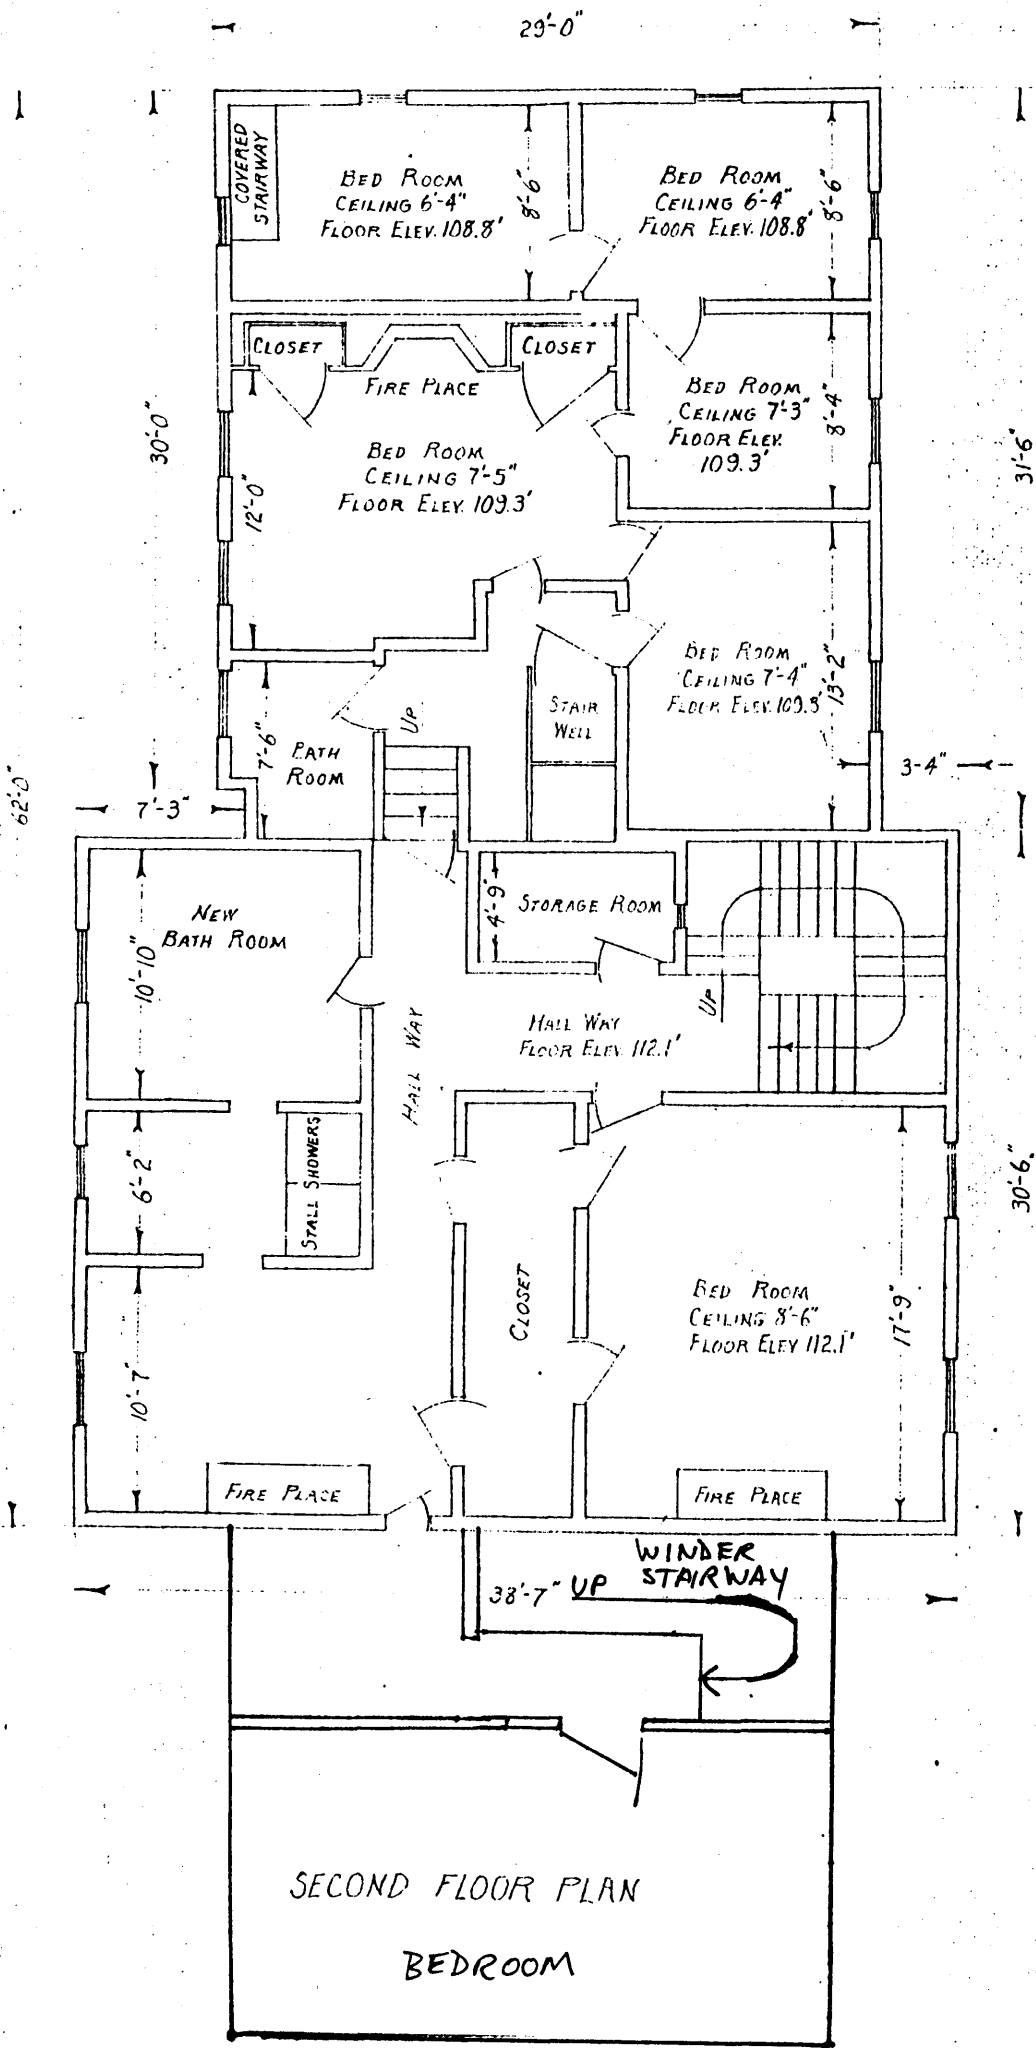 29'-0"
COVERED
STAIRWAY
BED ROOM
CEILING 6'-4"
FLOOR ELEV. 108.8'
8'-6"
BED ROOM
CEILING 6'-4"
FLOOR ELEV. 108.8'
8'-6"
CLOSET
CLOSET
FIRE PLACE
BED ROOM
CEILING 7'-3"
FLOOR ELEV.
109.3'
8'-4"
30'-0"
31'-6"
BED ROOM
CEILING 7'-5"
FLOOR ELEV. 109.3'
12'-0"
BED ROOM
CEILING 7'-4"
FLOOR ELEV. 109.3'
13'-2"
STAIR
WELL
UP
7'-6"
BATH
ROOM
3-4"
62'-0"
7'-3"
NEW
BATH ROOM
10'-10"
4'-9"
STORAGE ROOM
UP
HALL WAY
HALL WAY
FLOOR ELEV. 112.1'
STALL SHOWERS
6'-2"
30'-6"
CLOSET
BED ROOM
CEILING 8'-6"
FLOOR ELEV 112.1'
17'-9"
10'-7"
FIRE PLACE
FIRE PLACE
WINDER
STAIRWAY
38'-7" UP
SECOND FLOOR PLAN
BEDROOM